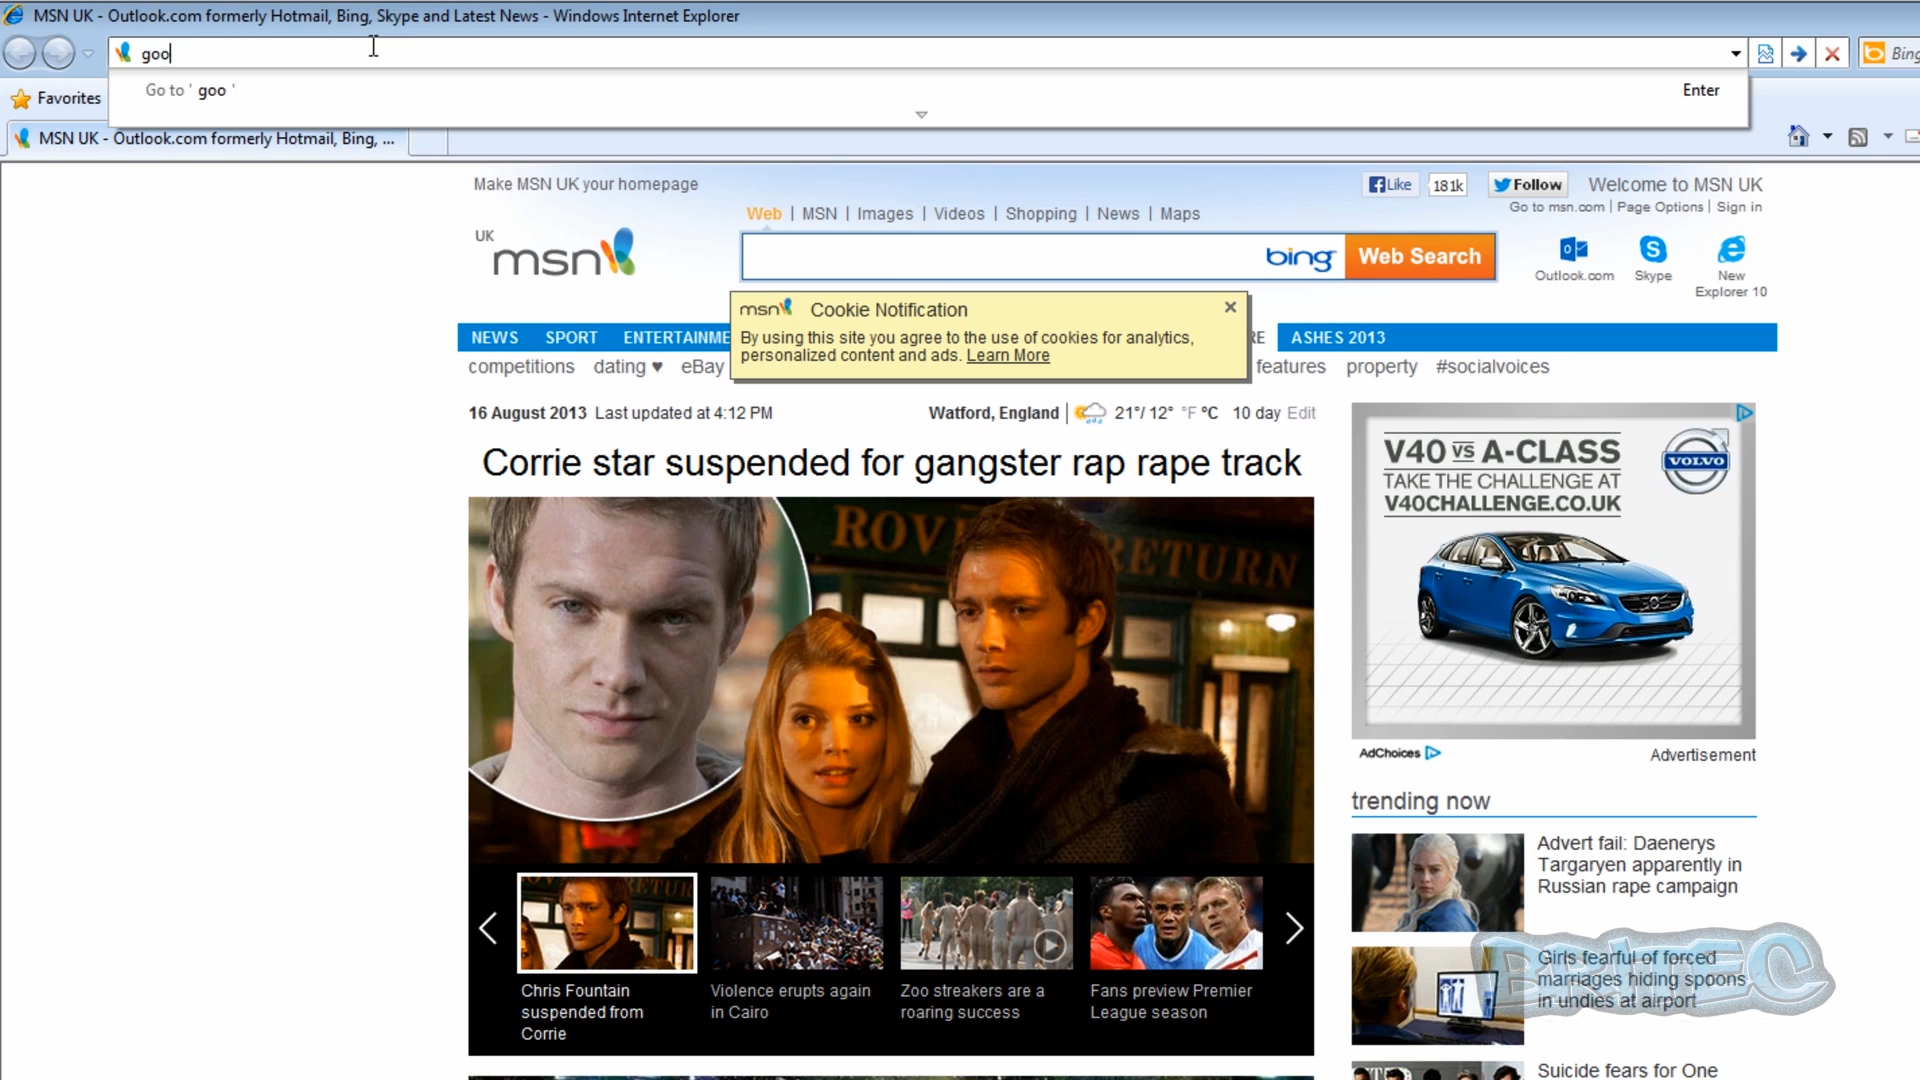 MSN UK - Outlook.com formerly Hotmail, Bing, Skype and Latest News - Windows Internet Explorer
goo
Bing
Go to ' goo '
Enter
Favorites
MSN UK - Outlook.com formerly Hotmail, Bing, ...
Make MSN UK your homepage
Like
181k
Follow
Welcome to MSN UK
Go to msn.com | Page Options | Sign in
Web | MSN | Images | Videos | Shopping | News | Maps
UK
msn
bing
Web Search
Outlook.com
Skype
New
Explorer 10
msn Cookie Notification
By using this site you agree to the use of cookies for analytics,
personalized content and ads. Learn More
NEWS SPORT ENTERTAINME
RE
ASHES 2013
competitions dating ♥ eBay
features property #socialvoices
16 August 2013 Last updated at 4:12 PM
Watford, England | 21°/ 12° °F °C 10 day Edit
Corrie star suspended for gangster rap rape track
ROV RETURN
V40 VS A-CLASS
TAKE THE CHALLENGE AT
V40CHALLENGE.CO.UK
VOLVO
AdChoices
Advertisement
trending now
Advert fail: Daenerys
Targaryen apparently in
Russian rape campaign
Girls fearful of forced
marriages hiding spoons
in undies at airport
BRITEC
Suicide fears for One
Chris Fountain
suspended from
Corrie
Violence erupts again
in Cairo
Zoo streakers are a
roaring success
Fans preview Premier
League season